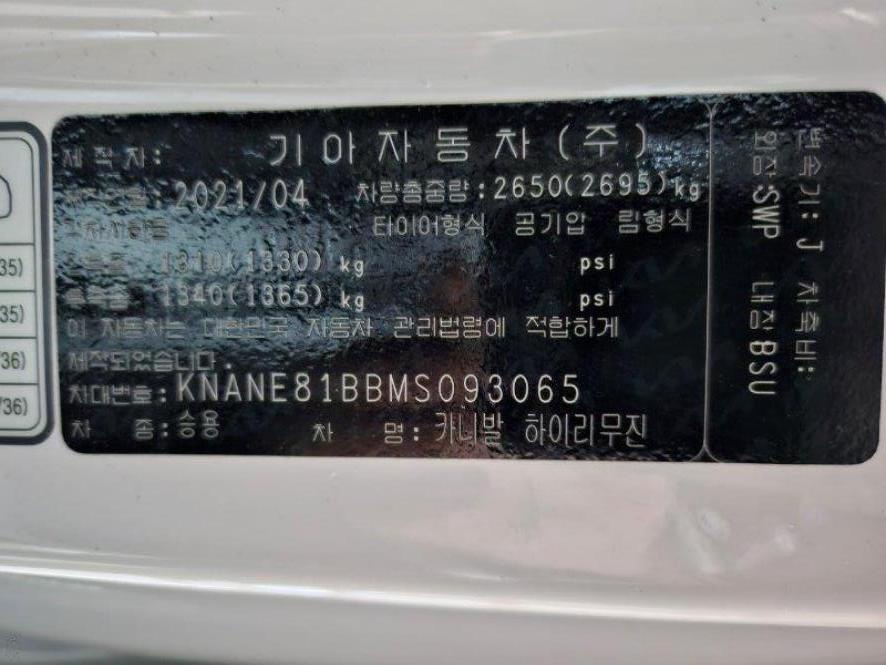 제작자: 기아자동차(주)
2021/04 차량총중량:2650(2695)kg
타이어형식 공기압 림형식
1310(1330) kg psi
1340(1365) kg psi
이 자동차는 대한민국 자동차 관리법령에 적합하게
제작되었습니다.
차대번호:KNANE81BBMS093065
차 종:승용 차 명:카니발 하이리무진
변속기: J 차축비:
외장:SWP 내장:BSU
35)
35)
/36)
/36)